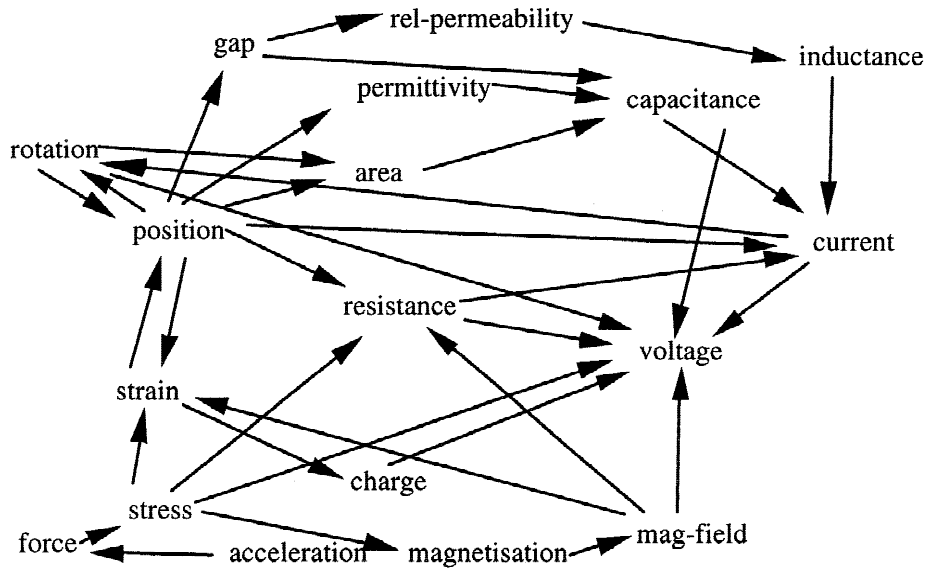 rel-permeability
gap
inductance
permittivity
capacitance
rotation
area
position
current
resistance
voltage
strain
charge
stress
mag-field
force
acceleration
magnetisation